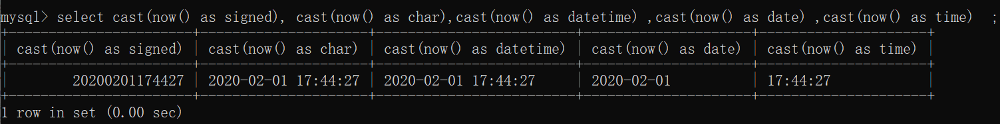 mysql> select cast(now() as signed), cast(now() as char),cast(now() as datetime) ,cast(now() as date) ,cast(now() as time)  ;
+-----------------------+---------------------+-------------------------+---------------------+---------------------+
| cast(now() as signed) | cast(now() as char) | cast(now() as datetime) | cast(now() as date) | cast(now() as time) |
+-----------------------+---------------------+-------------------------+---------------------+---------------------+
|        20200201174427 | 2020-02-01 17:44:27 | 2020-02-01 17:44:27     | 2020-02-01          | 17:44:27            |
+-----------------------+---------------------+-------------------------+---------------------+---------------------+
1 row in set (0.00 sec)